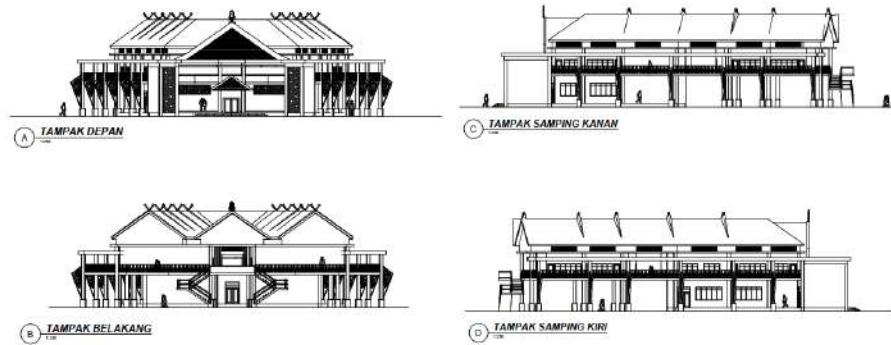 A TAMPAK DEPAN
C TAMPAK SAMPING KANAN
B TAMPAK BELAKANG
D TAMPAK SAMPING KIRI